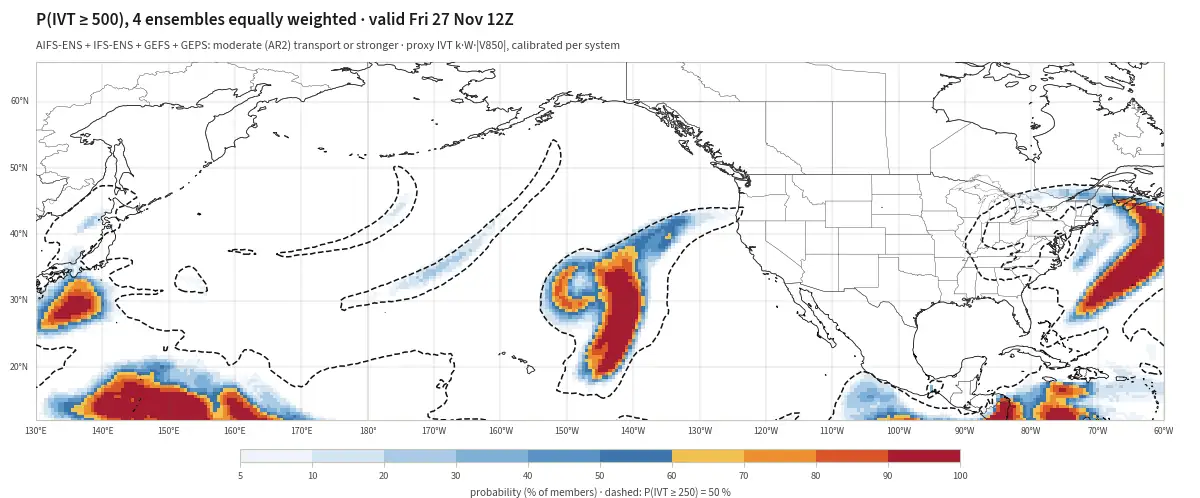 P(IVT ≥ 500), 4 ensembles equally weighted · valid Fri 27 Nov 12Z
AIFS-ENS + IFS-ENS + GEFS + GEPS: moderate (AR2) transport or stronger · proxy IVT k·W·|V850|, calibrated per system
60°N
50°N
40°N
30°N
20°N
130°E 140°E 150°E 160°E 170°E 180° 170°W 160°W 150°W 140°W 130°W 120°W 110°W 100°W 90°W 80°W 70°W 60°W
5 10 20 30 40 50 60 70 80 90 100
probability (% of members) · dashed: P(IVT ≥ 250) = 50 %